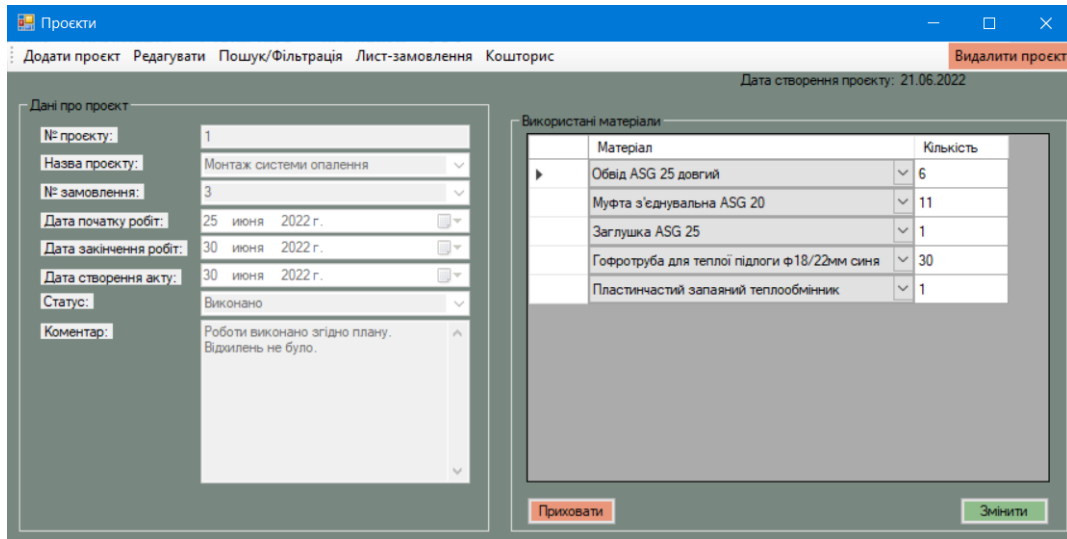 Проєкти
Додати проєкт Редагувати Пошук/Фільтрація Лист-замовлення Кошторис Видалити проєкт
Дата створення проєкту: 21.06.2022
Дані про проєкт
№ проєкту: 1
Назва проєкту: Монтаж системи опалення
№ замовлення: 3
Дата початку робіт: 25 июня 2022 г.
Дата закінчення робіт: 30 июня 2022 г.
Дата створення акту: 30 июня 2022 г.
Статус: Виконано
Коментар: Роботи виконано згідно плану.
Відхилень не було.
Використані матеріали
Матеріал Кількість
Обвід ASG 25 довгий 6
Муфта з'єднувальна ASG 20 11
Заглушка ASG 25 1
Гофротруба для теплої підлоги ф18/22мм синя 30
Пластинчастий запаяний теплообмінник 1
Приховати Змінити